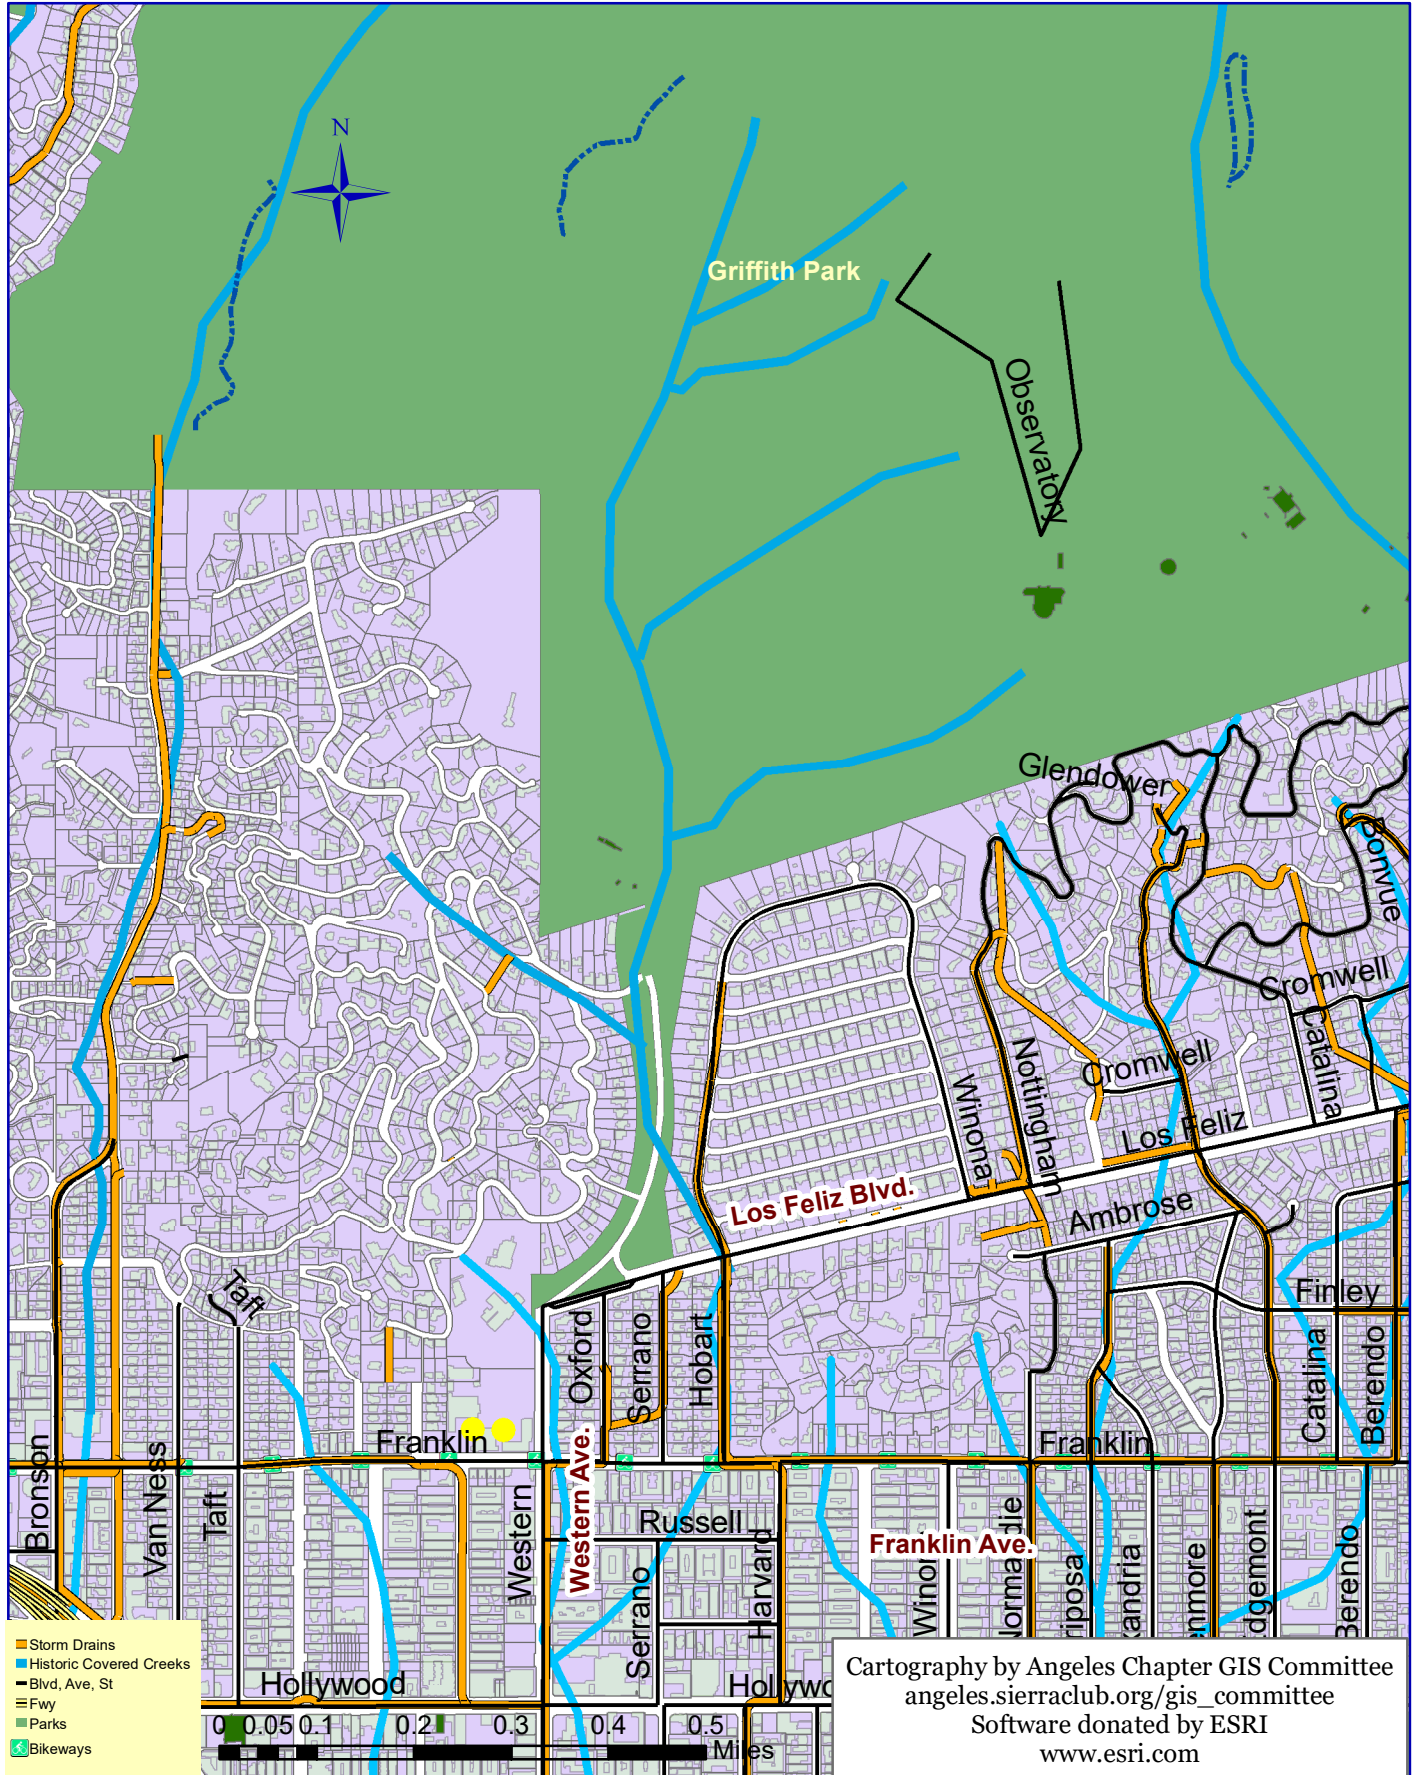 N
Griffith Park
Observatory
Glendower
Bonvue
Cromwell
Catalina
Nottingham
Cromwell
Winona
Los Feliz
Los Feliz Blvd.
Ambrose
Taft
Finley
Oxford
Serrano
Hobart
Catalina
Berendo
Franklin
Franklin
Bronson
Van Ness
Taft
Western
Western Ave.
Russell
Harvard
Franklin Ave.
Serrano
Berendo
Hollywood
Storm Drains
Historic Covered Creeks
Blvd, Ave, St
Fwy
Parks
Bikeways
0 0.05 0.1 0.2 0.3 0.4 0.5
Miles
Cartography by Angeles Chapter GIS Committee
angeles.sierraclub.org/gis_committee
Software donated by ESRI
www.esri.com